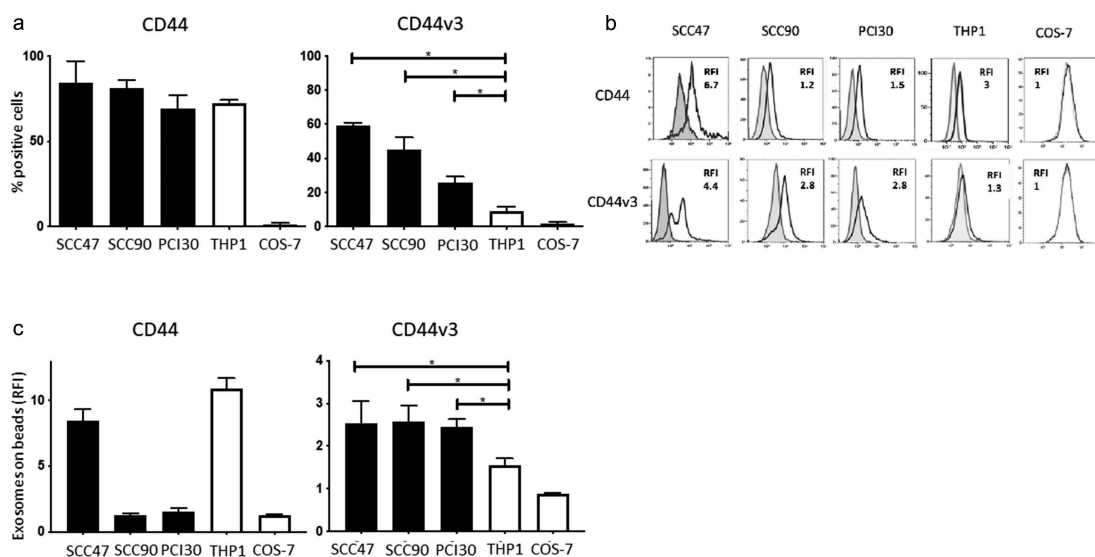 a
CD44
CD44v3
% positive cells
100
50
0
SCC47 SCC90 PCI30 THP1 COS-7
100
80
60
40
20
0
*
*
*
SCC47 SCC90 PCI30 THP1 COS-7
b
SCC47 SCC90 PCI30 THP1 COS-7
CD44
RFI
6.7
RFI
1.2
RFI
1.5
RFI
3
RFI
1
CD44v3
RFI
4.4
RFI
2.8
RFI
2.8
RFI
1.3
RFI
1
c
CD44
CD44v3
Exosomes on beads (RFI)
10
5
0
SCC47 SCC90 PCI30 THP1 COS-7
4
3
2
1
0
*
*
*
SCC47 SCC90 PCI30 THP1 COS-7